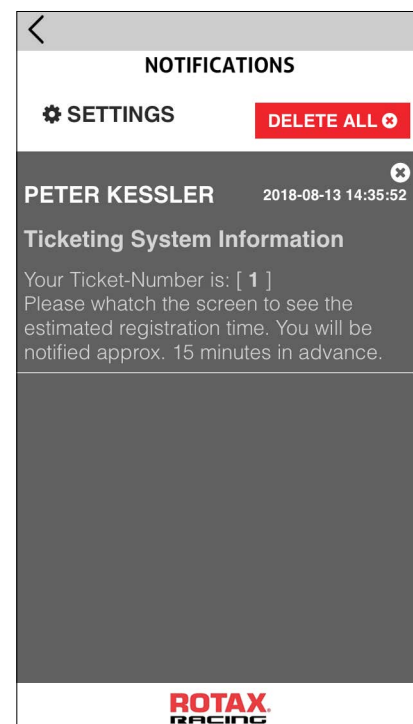 NOTIFICATIONS
SETTINGS
DELETE ALL
PETER KESSLER
2018-08-13 14:35:52
Ticketing System Information
Your Ticket-Number is: [ 1 ]
Please whatch the screen to see the
estimated registration time. You will be
notified approx. 15 minutes in advance.
ROTAX.
RACING